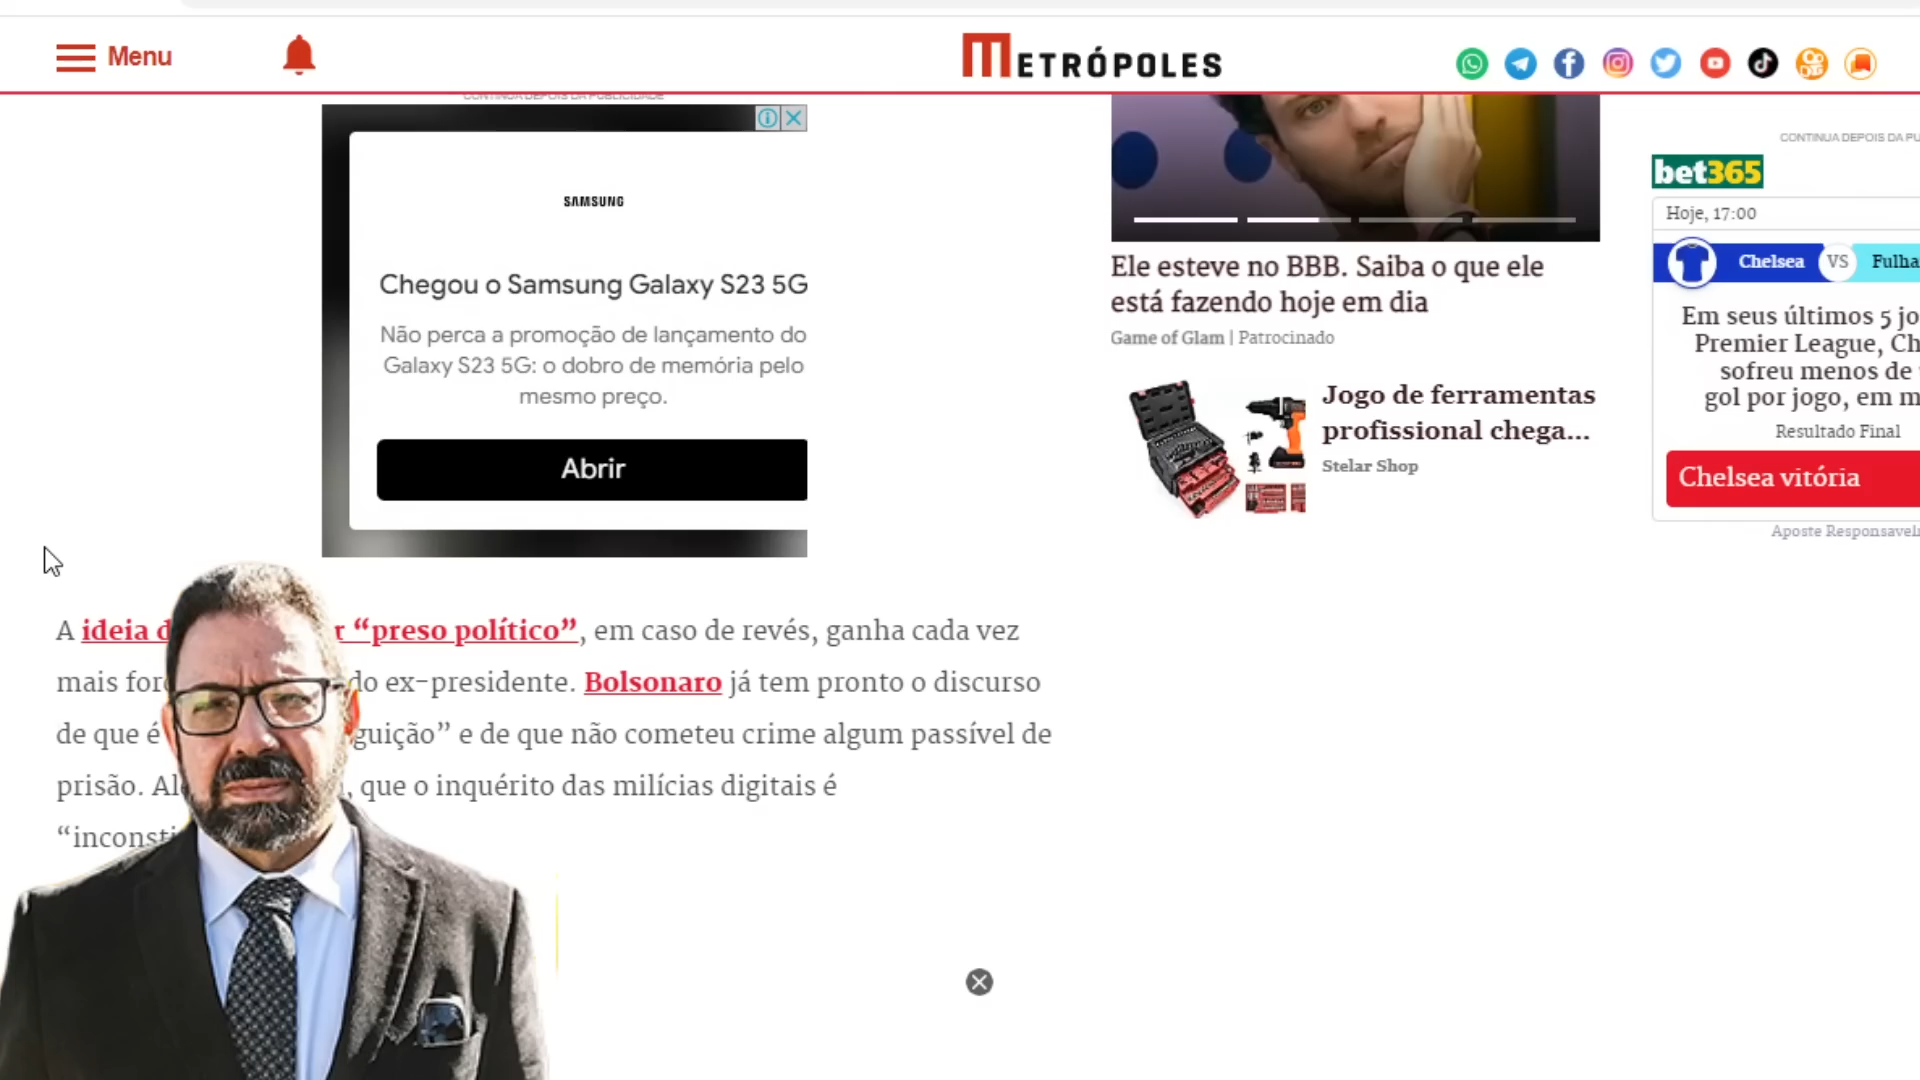 Menu
METRÓPOLES
CONTINUA DEPOIS DA PUBLICIDADE
SAMSUNG
Chegou o Samsung Galaxy S23 5G
Não perca a promoção de lançamento do
Galaxy S23 5G: o dobro de memória pelo
mesmo preço.
Abrir
Ele esteve no BBB. Saiba o que ele
está fazendo hoje em dia
Game of Glam | Patrocinado
Jogo de ferramentas
profissional chega...
Stelar Shop
CONTINUA DEPOIS DA PU
bet365
Hoje, 17:00
Chelsea VS Fulha
Em seus últimos 5 jo
Premier League, Ch
sofreu menos de
gol por jogo, em m
Resultado Final
Chelsea vitória
Aposte Responsavel
A ideia d r “preso político”, em caso de revés, ganha cada vez
mais for do ex-presidente. Bolsonaro já tem pronto o discurso
de que é guição” e de que não cometeu crime algum passível de
prisão. Al , que o inquérito das milícias digitais é
“inconsti